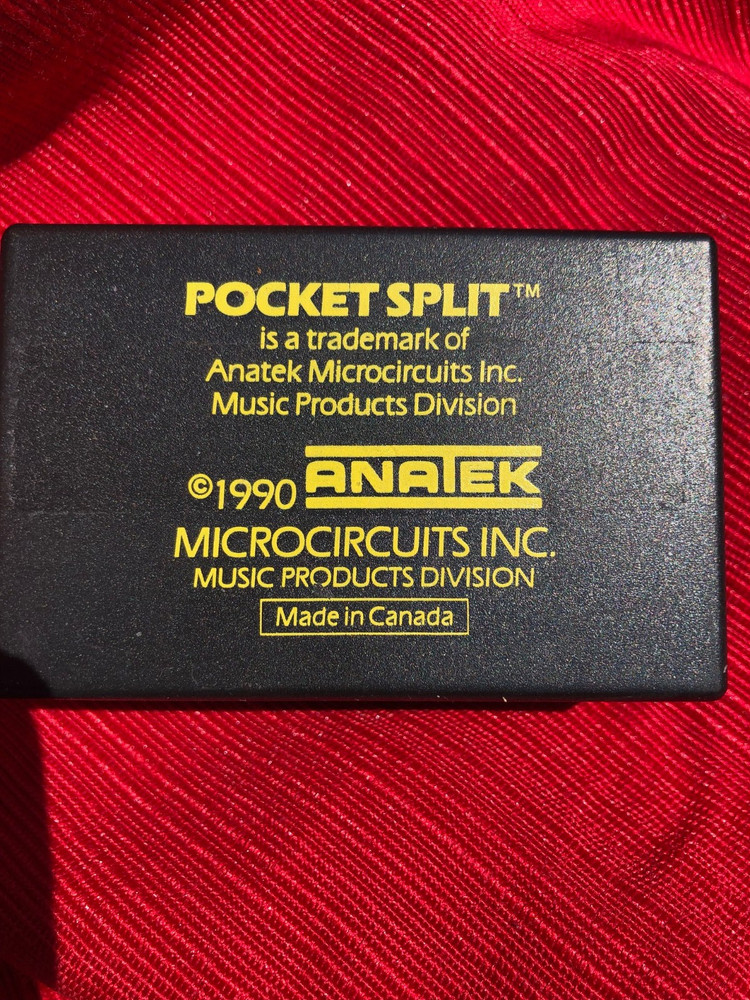 POCKET SPLIT™
is a trademark of
Anatek Microcircuits Inc.
Music Products Division
©1990 ANATEK
MICROCIRCUITS INC.
MUSIC PRODUCTS DIVISION
Made in Canada